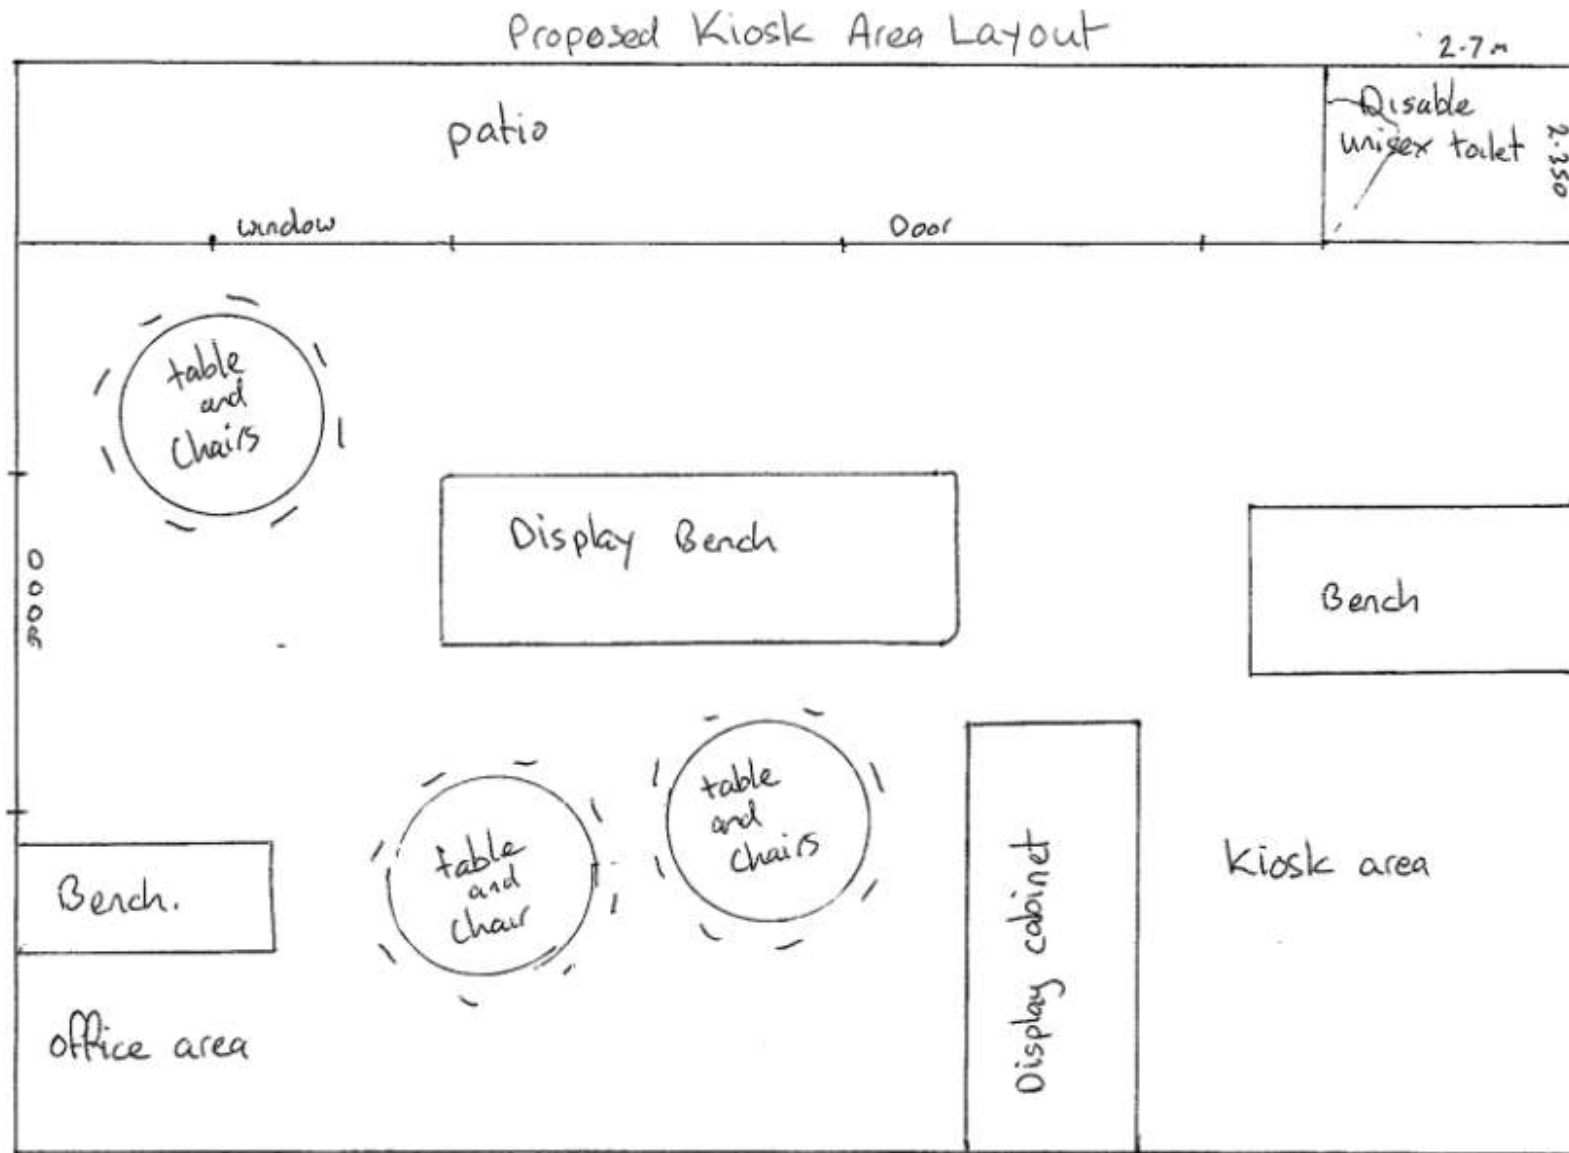 Proposed Kiosk Area Layout
2.7m
patio
Disable
unisex toilet
2.350
window
Door
table
and
Chairs
Display Bench
Bench
Door
table
and
Chairs
table
and
Chair
Bench.
Display cabinet
Kiosk area
office area